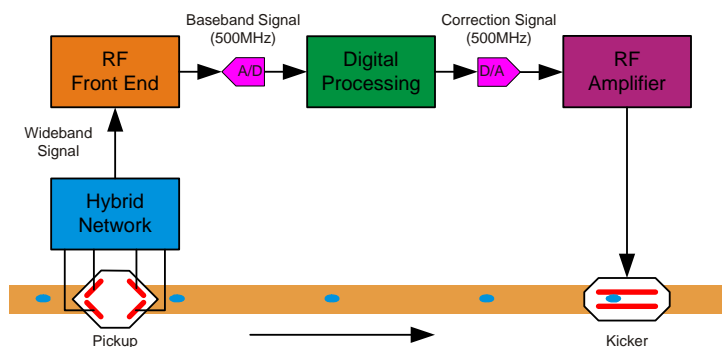 Baseband Signal
(500MHz)
Correction Signal
(500MHz)
RF
Front End
A/D
Digital
Processing
D/A
RF
Amplifier
Wideband
Signal
Hybrid
Network
Pickup
Kicker